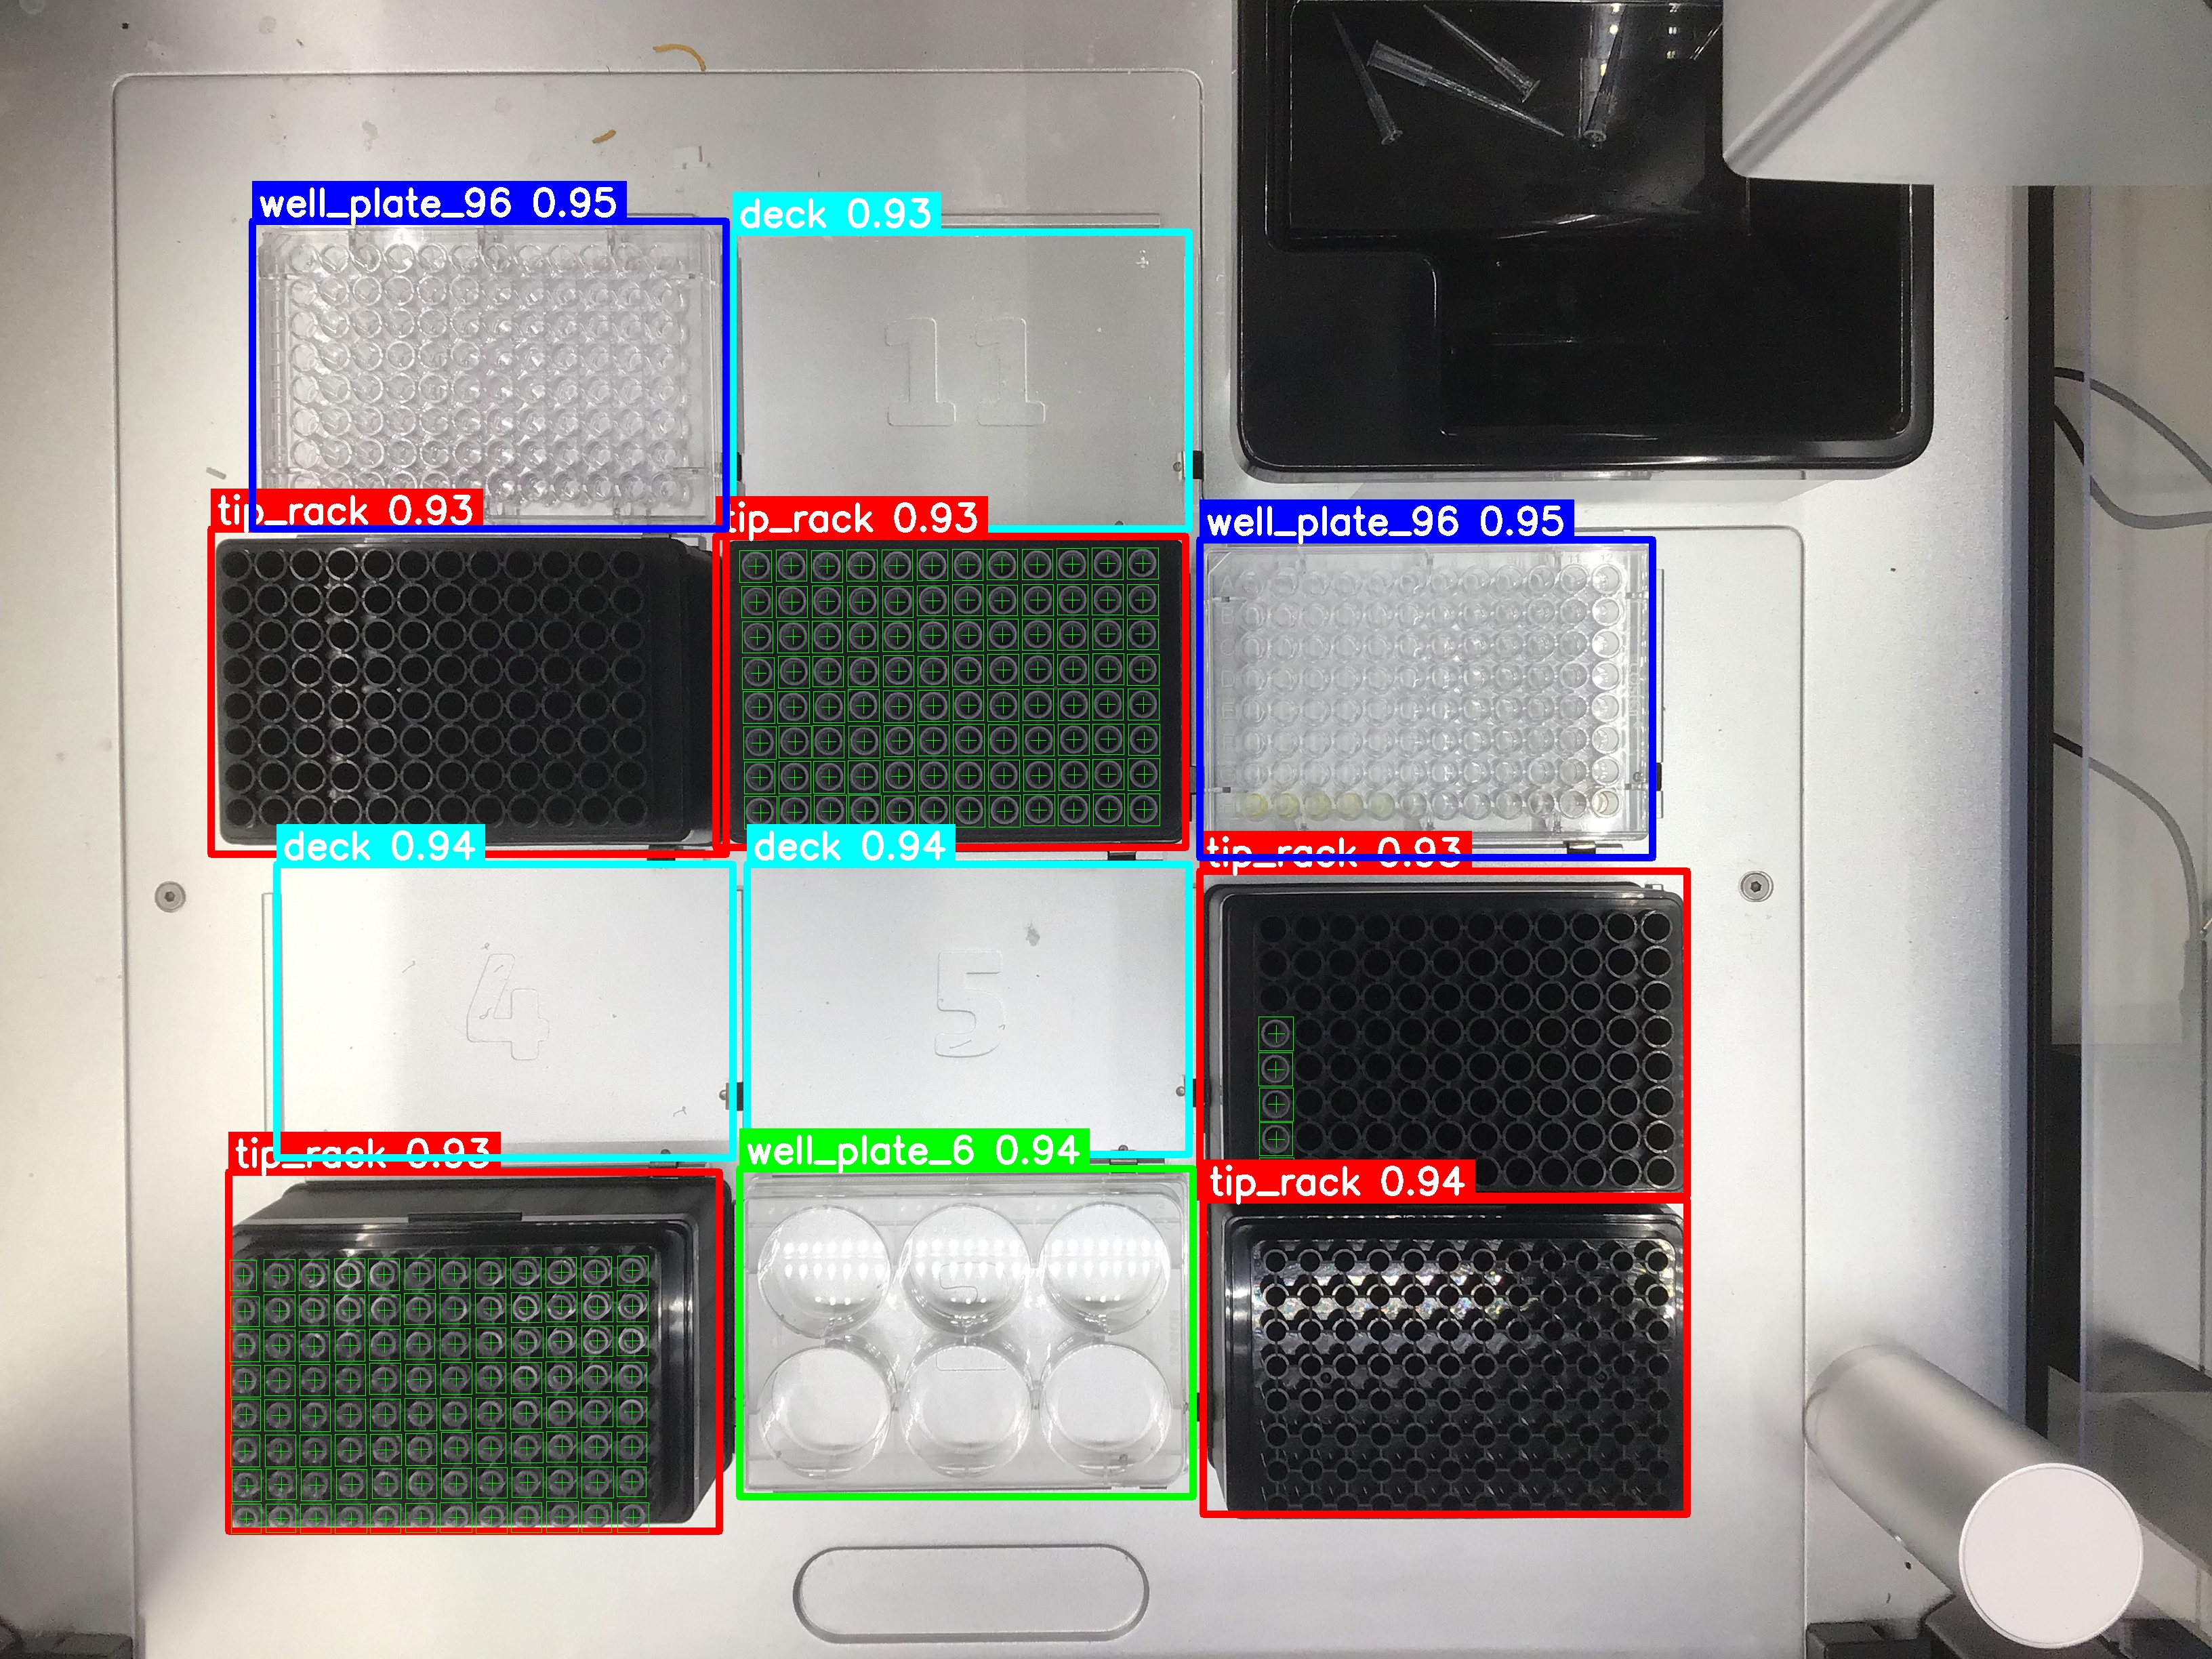 well_plate_96 0.95
deck 0.93
11
tip_rack 0.93
tip_rack 0.93
well_plate_96 0.95
deck 0.94
deck 0.94
tip_rack 0.93
4
5
tip_rack 0.93
well_plate_6 0.94
tip_rack 0.94